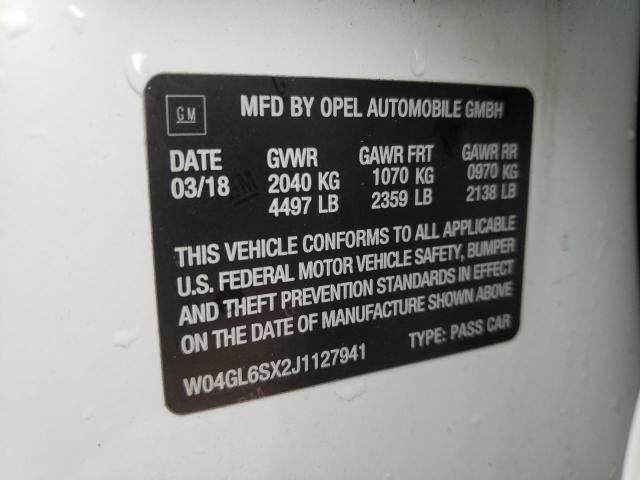 GM
MFD BY OPEL AUTOMOBILE GMBH
DATE GVWR GAWR FRT GAWR RR
03/18 2040 KG 1070 KG 0970 KG
4497 LB 2359 LB 2138 LB
THIS VEHICLE CONFORMS TO ALL APPLICABLE
U.S. FEDERAL MOTOR VEHICLE SAFETY, BUMPER
AND THEFT PREVENTION STANDARDS IN EFFECT
ON THE DATE OF MANUFACTURE SHOWN ABOVE
W04GL6SX2J1127941 TYPE: PASS CAR